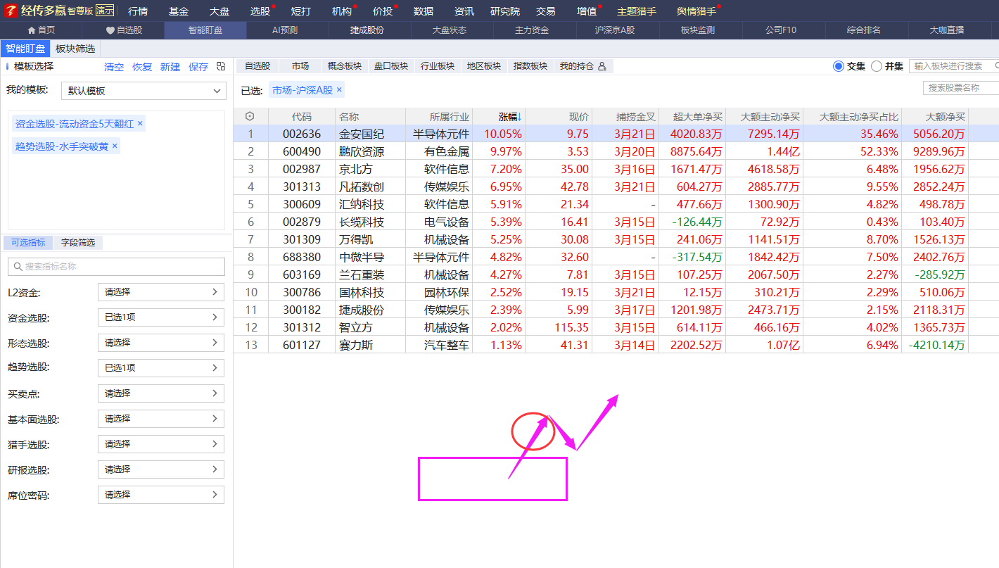 经传多赢 智尊版 演示 行情 基金 大盘 选股 短打 机构 价投 数据 资讯 研究院 交易 增值 主题猎手 舆情猎手
首页 自选股 智能盯盘 AI预测 捷成股份 大盘状态 主力资金 沪深京A股 板块监测 公司F10 综合排名 大咖直播
智能盯盘 板块筛选
模板选择 清空 恢复 新建 保存
我的模板: 默认模板
资金选股-流动资金5天翻红 ×
趋势选股-水手突破黄 ×
可选指标 字段筛选
搜索指标名称
L2资金: 请选择
资金选股: 已选1项
形态选股: 请选择
趋势选股: 已选1项
买卖点: 请选择
基本面选股: 请选择
猎手选股: 请选择
研报选股: 请选择
席位密码: 请选择
自选股 市场 概念板块 盘口板块 行业板块 地区板块 指数板块 我的持仓 交集 并集 输入板块进行搜索
已选: 市场-沪深A股 × 搜索股票名称
代码 名称 所属行业 涨幅↓ 现价 捕捞金叉 超大单净买 大额主动净买 大额主动净买占比 大额净买
1 002636 金安国纪 半导体元件 10.05% 9.75 3月21日 4020.83万 7295.14万 35.46% 5056.20万
2 600490 鹏欣资源 有色金属 9.97% 3.53 3月20日 8875.64万 1.44亿 52.33% 9289.96万
3 002987 京北方 软件信息 7.20% 35.00 3月16日 1671.47万 4618.58万 6.48% 1956.62万
4 301313 凡拓数创 传媒娱乐 6.95% 42.78 3月21日 604.27万 2885.77万 9.55% 2852.24万
5 300609 汇纳科技 软件信息 5.91% 21.34 - 477.66万 1300.90万 4.82% 498.78万
6 002879 长缆科技 电气设备 5.39% 16.41 3月15日 -126.44万 72.92万 0.43% 103.40万
7 301309 万得凯 机械设备 5.25% 30.08 3月15日 241.06万 1141.51万 8.70% 1526.13万
8 688380 中微半导 半导体元件 4.82% 32.60 - -317.54万 1842.42万 7.50% 2402.76万
9 603169 兰石重装 机械设备 4.27% 7.81 3月15日 107.25万 2067.50万 2.27% -285.92万
10 300786 国林科技 园林环保 2.52% 19.15 3月21日 12.15万 310.21万 2.29% 510.06万
11 300182 捷成股份 传媒娱乐 2.39% 5.99 3月17日 1201.98万 2473.71万 2.15% 2118.31万
12 301312 智立方 机械设备 2.02% 115.35 3月15日 614.11万 466.16万 4.02% 1365.73万
13 601127 赛力斯 汽车整车 1.13% 41.31 3月14日 2202.52万 1.07亿 6.94% -4210.14万